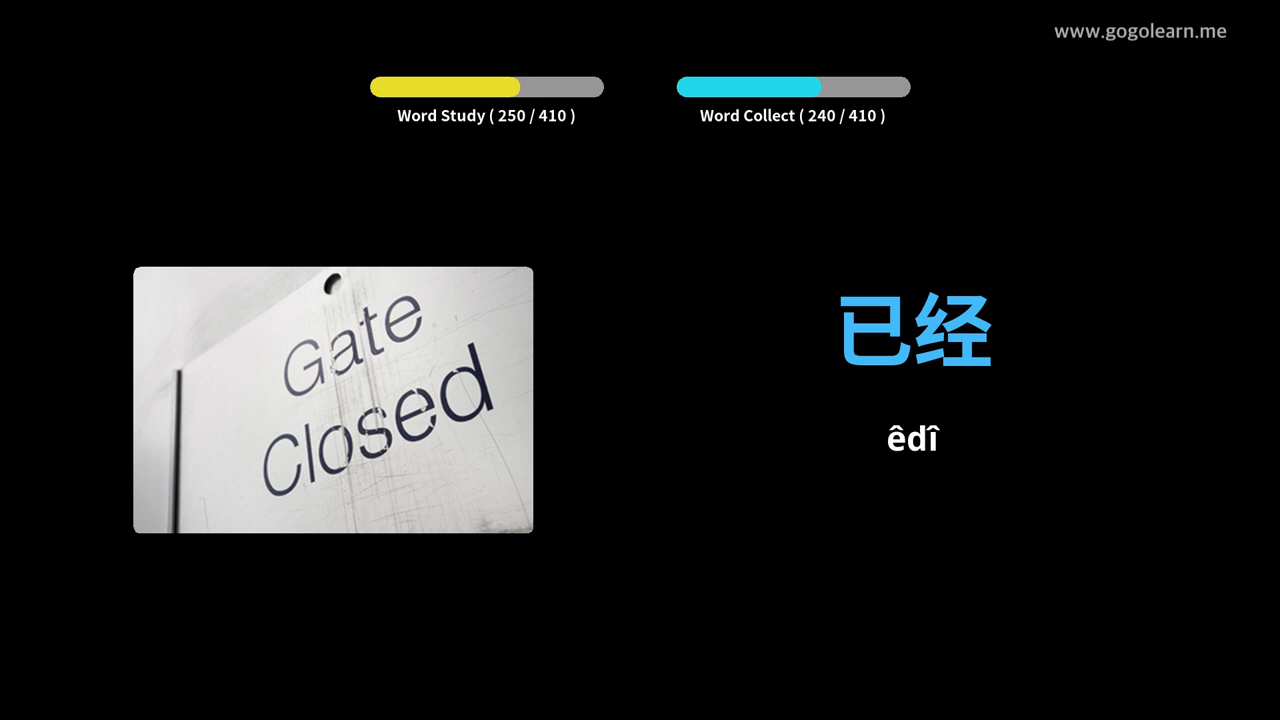 www.gogolearn.me
Word Study ( 250 / 410 )
Word Collect ( 240 / 410 )
Gate
Closed
已经
êdî